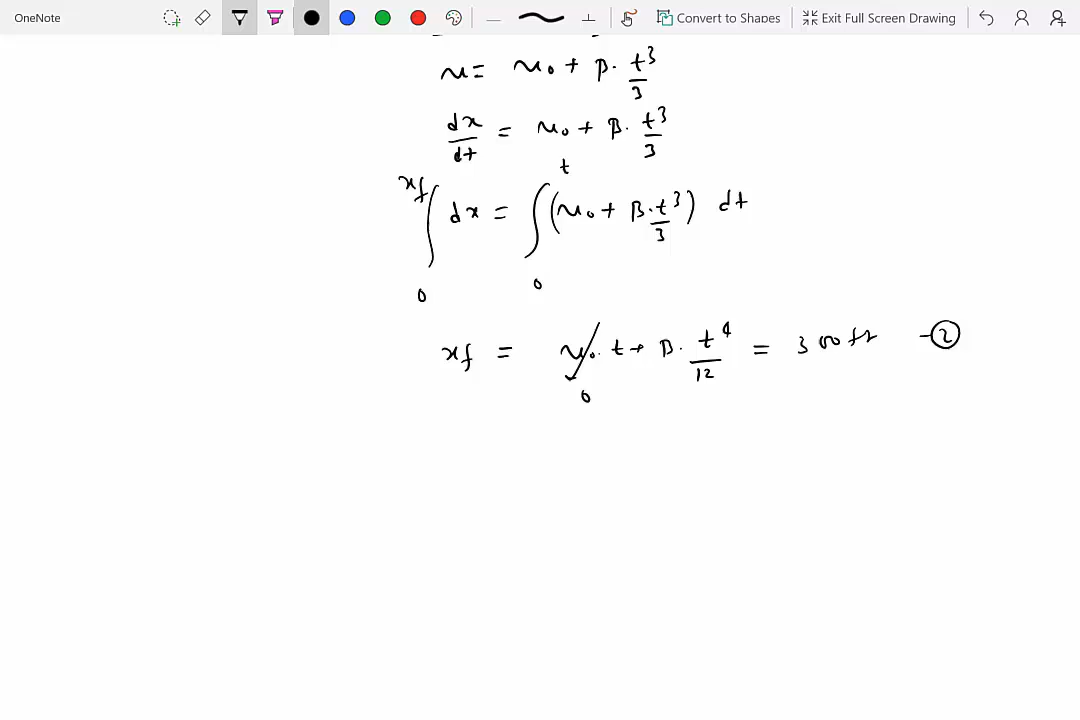 OneNote
Convert to Shapes
Exit Full Screen Drawing
u = u₀ + β · t³/3
dx/dt = u₀ + β · t³/3
∫₀^xf dx = ∫₀^t (u₀ + β · t³/3) dt
xf = u₀ · t + β · t⁴/12 = 300 ft - ②
0